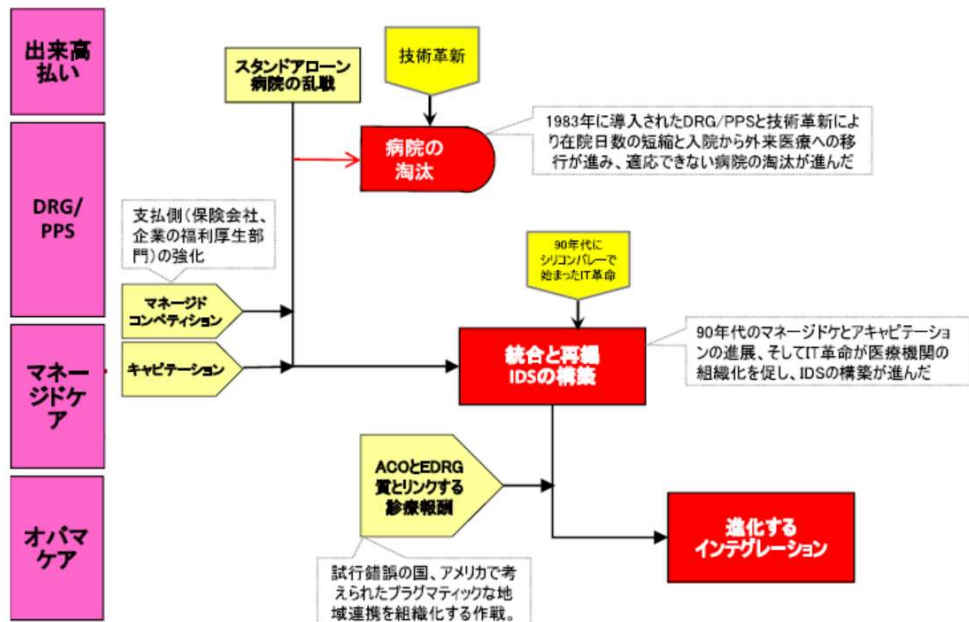 出来高
払い
スタンドアローン
病院の乱戦
技術革新
病院の
淘汰
1983年に導入されたDRG/PPSと技術革新によ
り在院日数の短縮と入院から外来医療への移
行が進み、適応できない病院の淘汰が進んだ
DRG/
PPS
支払側(保険会社、
企業の福利厚生部
門)の強化
90年代に
シリコンバレーで
始まったIT革命
マネージド
コンペティション
キャピテーション
統合と再編
IDSの構築
90年代のマネージドケとアキャピテーショ
ンの進展、そしてIT革命が医療機関の
組織化を促し、IDSの構築が進んだ
マネー
ジドケ
ア
ACOとEDRG
質とリンクする
診療報酬
オバマ
ケア
進化する
インテグレーション
試行錯誤の国、アメリカで考
えられたプラグマティックな地
域連携を組織化する作戦。